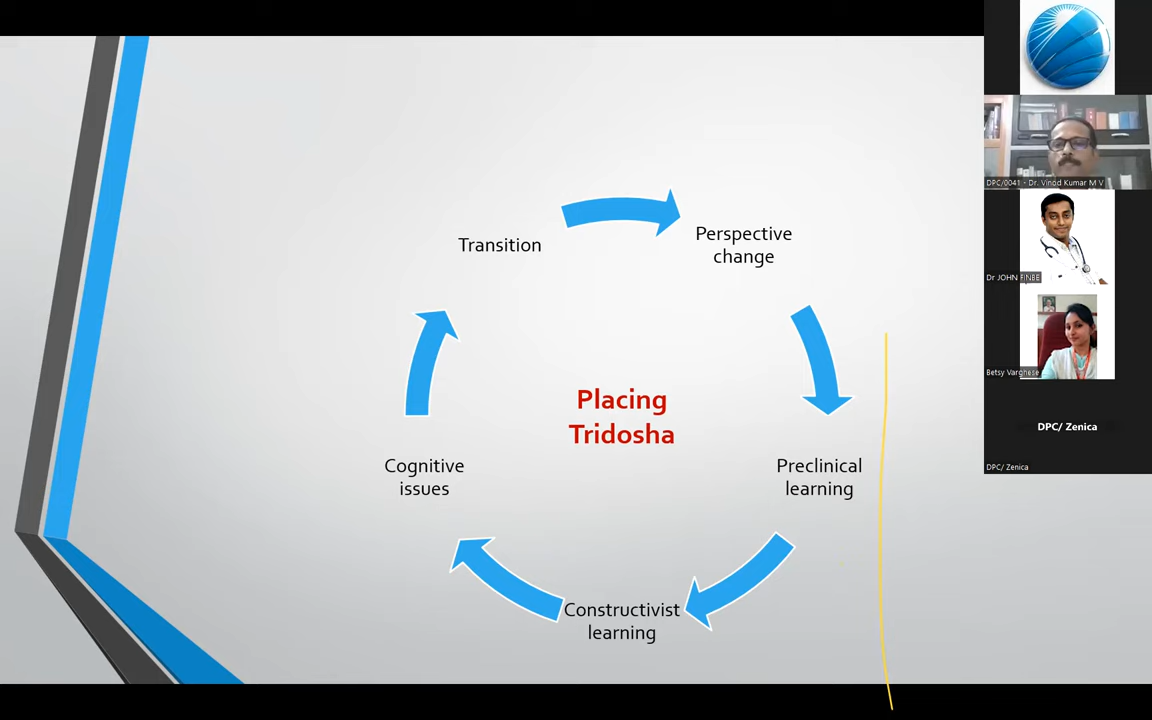 Transition
Perspective
change
Placing
Tridosha
Cognitive
issues
Preclinical
learning
Constructivist
learning
DPC/0041 - Dr. Vinod Kumar M V
Dr JOHN FINBE
Betsy Varghese
DPC/ Zenica
DPC/ Zenica